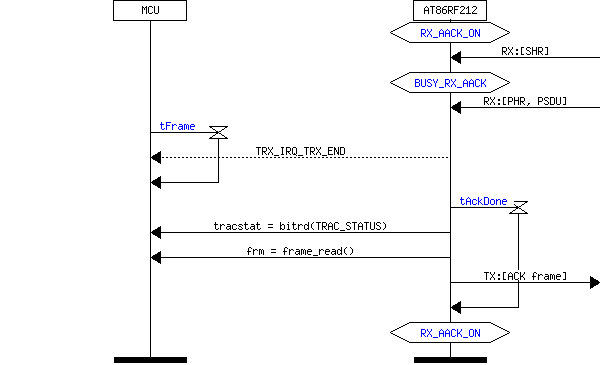 MCU
AT86RF212
RX_AACK_ON
RX:[SHR]
BUSY_RX_AACK
RX:[PHR, PSDU]
tFrame
TRX_IRQ_TRX_END
tAckDone
tracstat = bitrd(TRAC_STATUS)
frm = frame_read()
TX:[ACK frame]
RX_AACK_ON